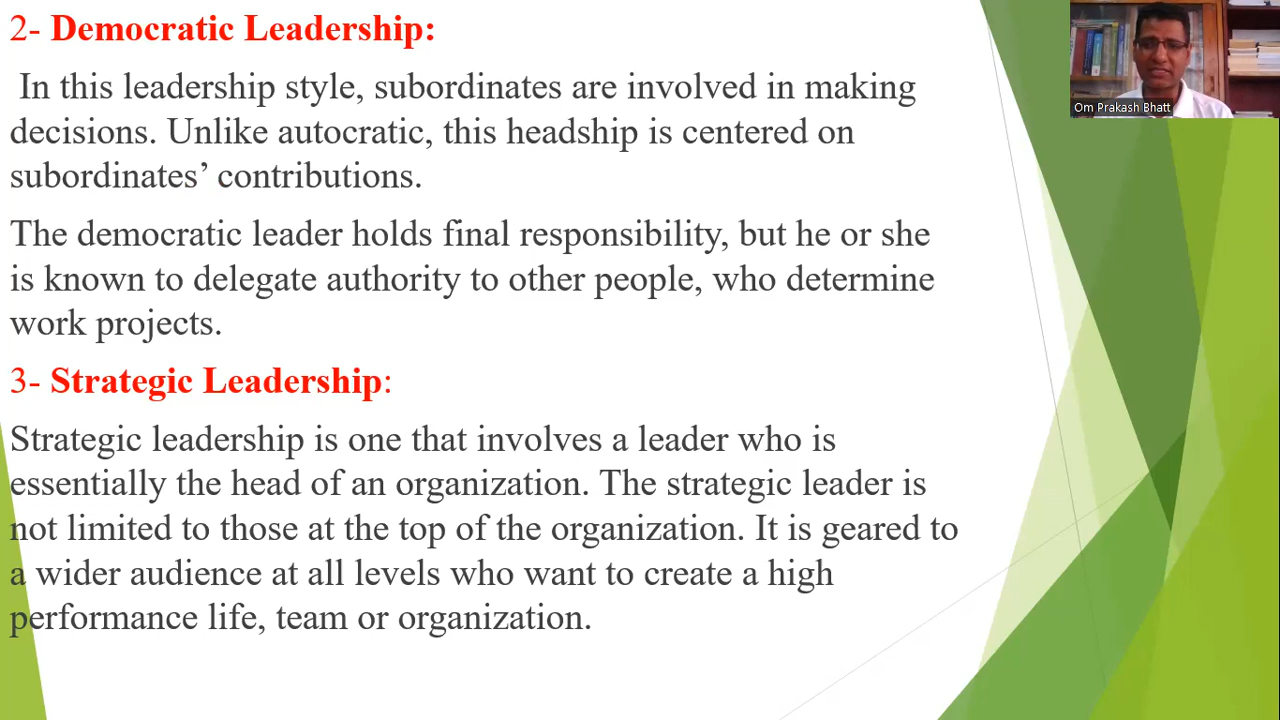 2- Democratic Leadership:
In this leadership style, subordinates are involved in making
decisions. Unlike autocratic, this headship is centered on
subordinates’ contributions.
The democratic leader holds final responsibility, but he or she
is known to delegate authority to other people, who determine
work projects.
3- Strategic Leadership:
Strategic leadership is one that involves a leader who is
essentially the head of an organization. The strategic leader is
not limited to those at the top of the organization. It is geared to
a wider audience at all levels who want to create a high
performance life, team or organization.
Om Prakash Bhatt